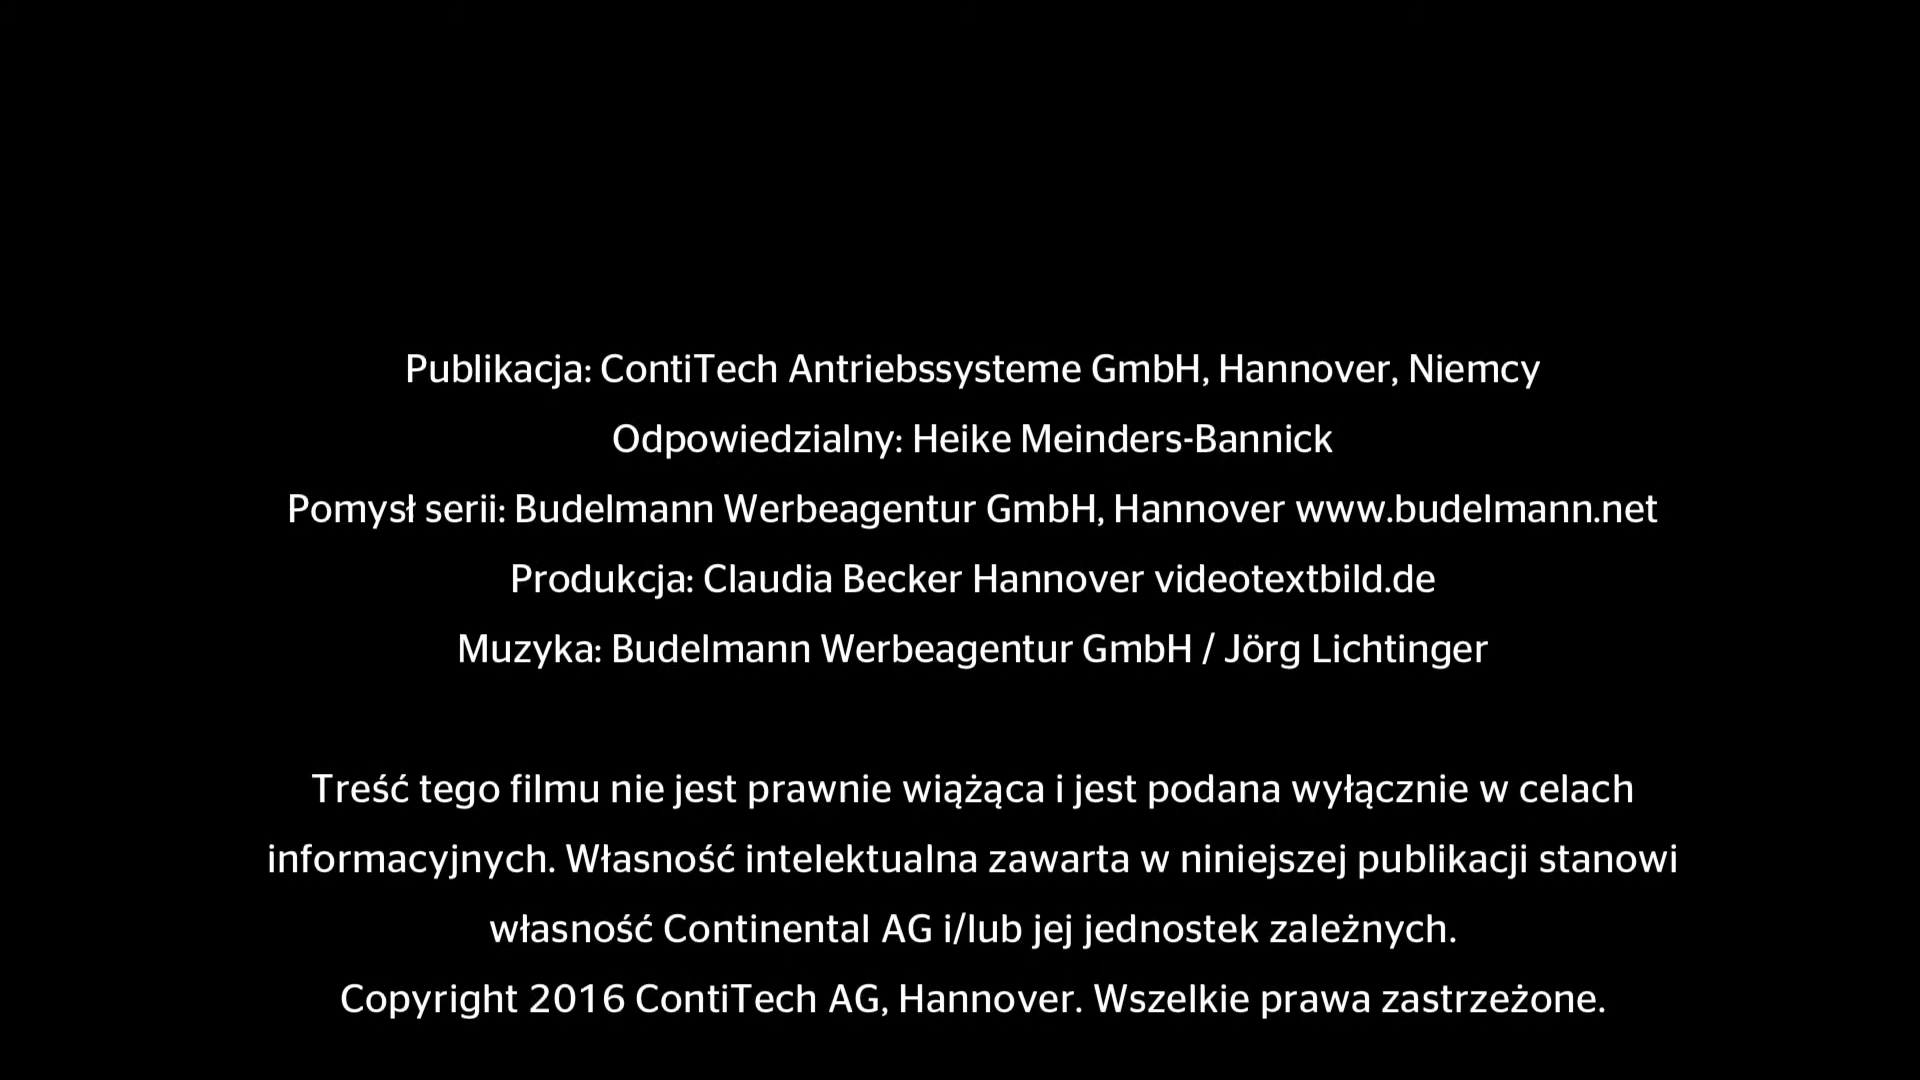 Publikacja: ContiTech Antriebssysteme GmbH, Hannover, Niemcy
Odpowiedzialny: Heike Meinders-Bannick
Pomysł serii: Budelmann Werbeagentur GmbH, Hannover www.budelmann.net
Produkcja: Claudia Becker Hannover videotextbild.de
Muzyka: Budelmann Werbeagentur GmbH / Jörg Lichtinger
Treść tego filmu nie jest prawnie wiążąca i jest podana wyłącznie w celach
informacyjnych. Własność intelektualna zawarta w niniejszej publikacji stanowi
własność Continental AG i/lub jej jednostek zależnych.
Copyright 2016 ContiTech AG, Hannover. Wszelkie prawa zastrzeżone.